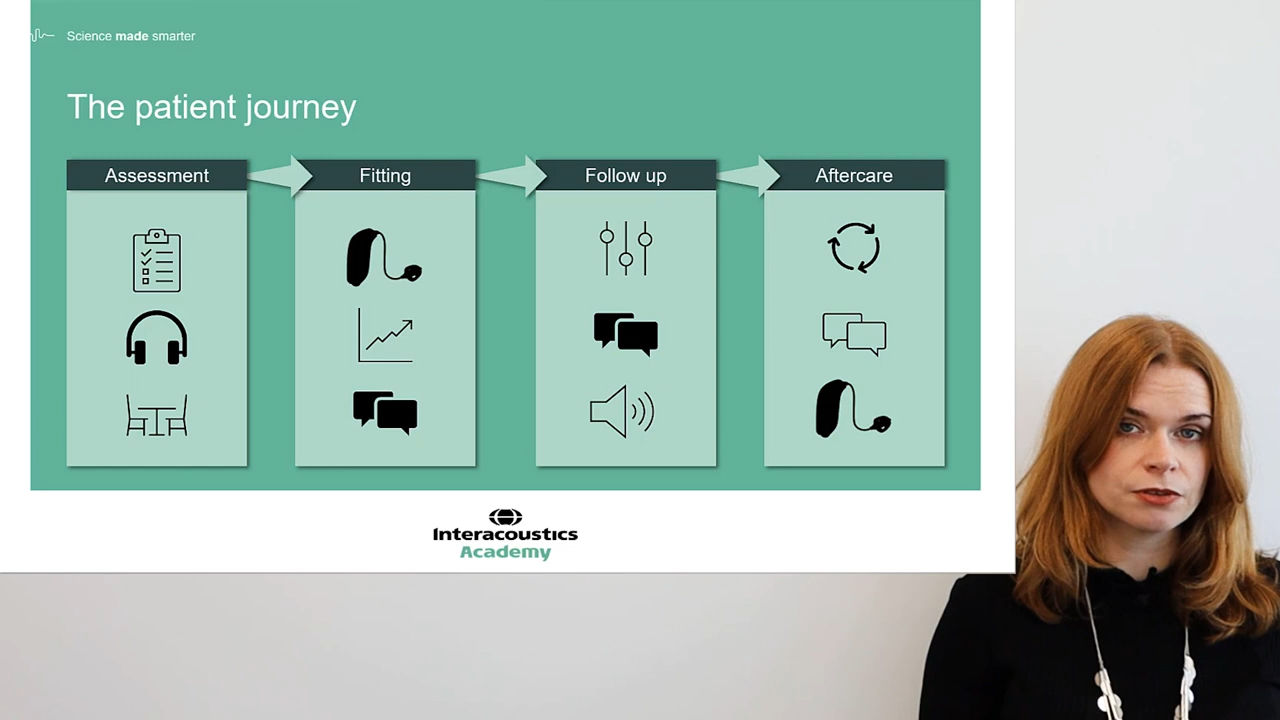 Science made smarter
The patient journey
Assessment
Fitting
Follow up
Aftercare
Interacoustics
Academy